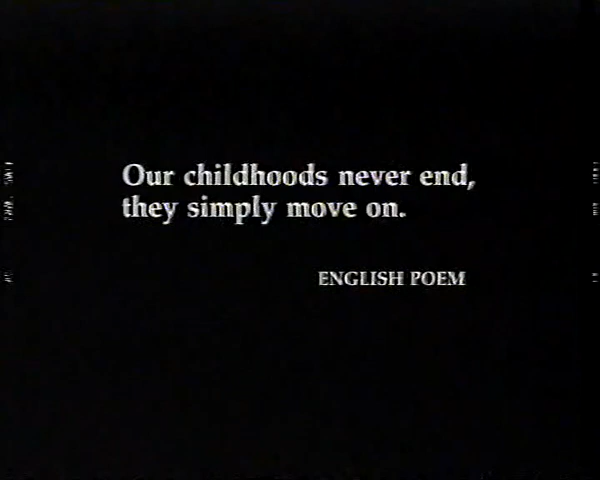 Our childhoods never end,
they simply move on.
ENGLISH POEM